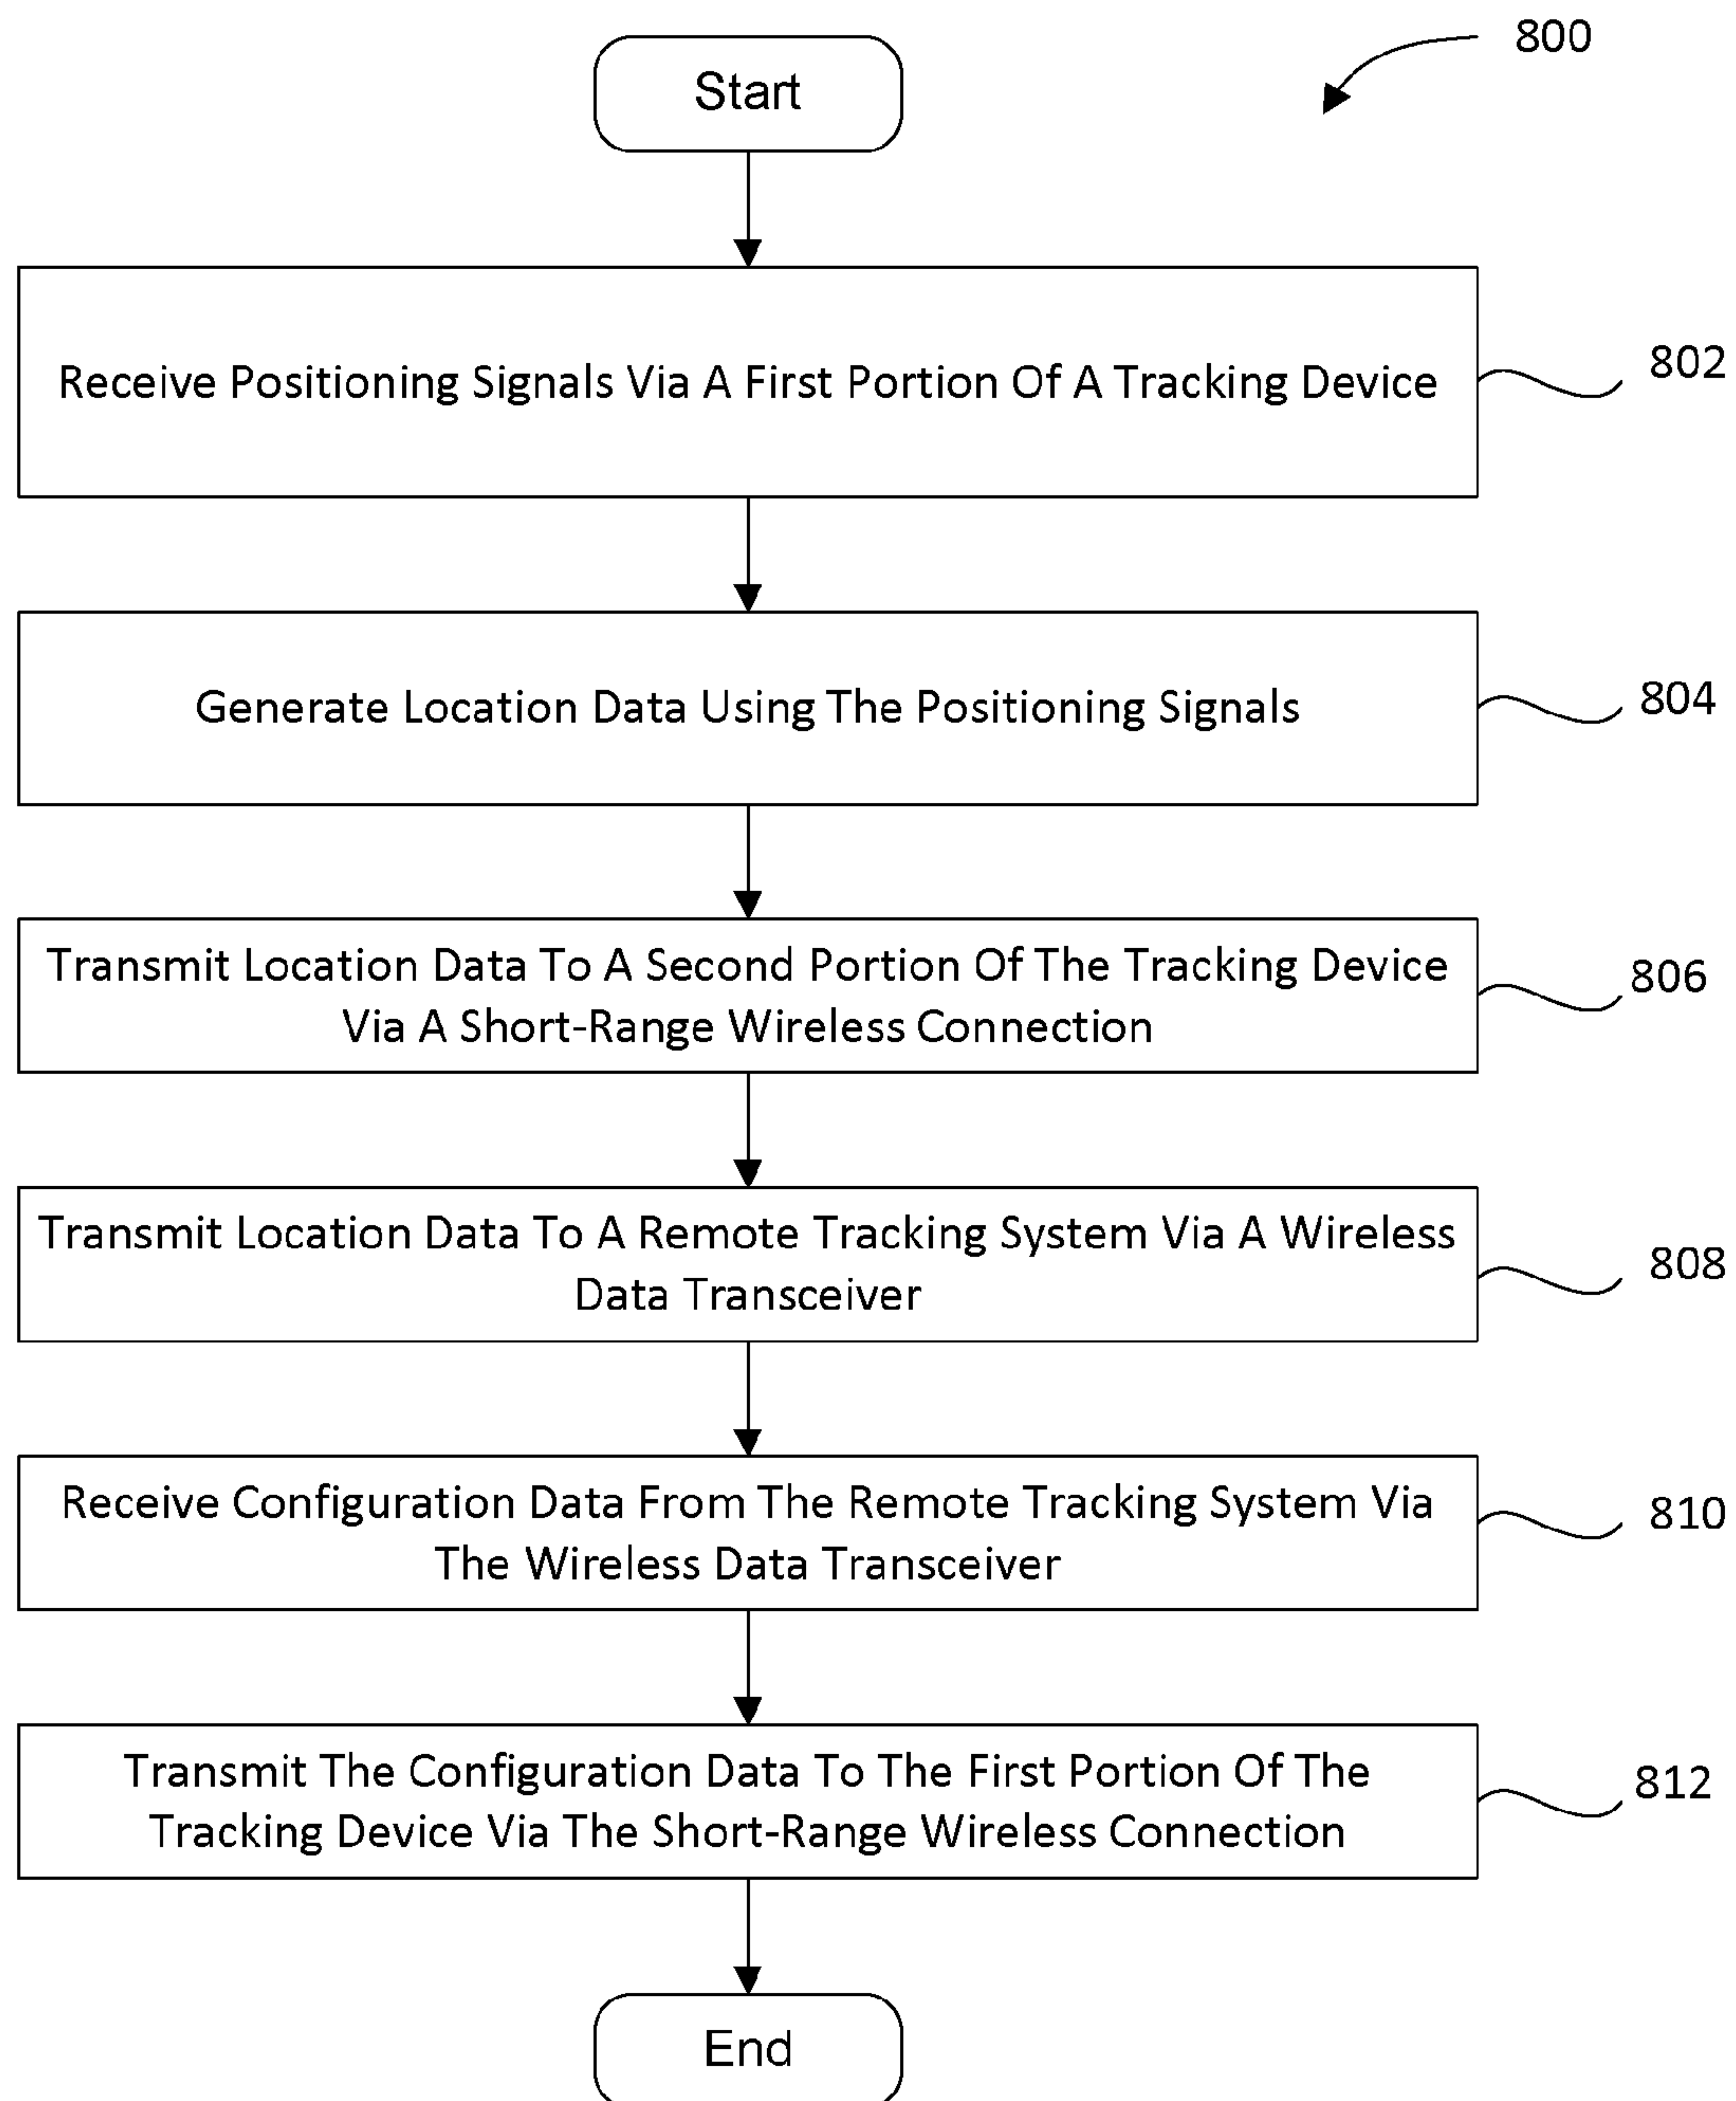 800
Start
Receive Positioning Signals Via A First Portion Of A Tracking Device
802
Generate Location Data Using The Positioning Signals
804
Transmit Location Data To A Second Portion Of The Tracking Device
Via A Short-Range Wireless Connection
806
Transmit Location Data To A Remote Tracking System Via A Wireless
Data Transceiver
808
Receive Configuration Data From The Remote Tracking System Via
The Wireless Data Transceiver
810
Transmit The Configuration Data To The First Portion Of The
Tracking Device Via The Short-Range Wireless Connection
812
End